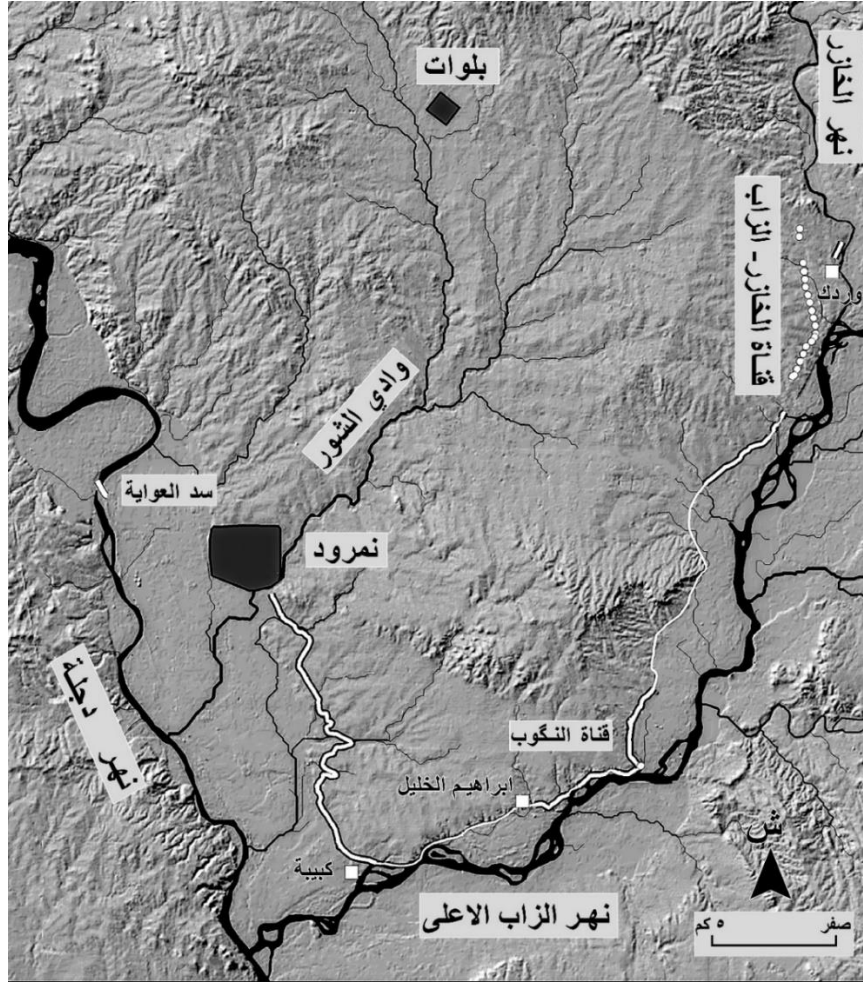 بلوات
نهر الخازر
قناة الخازر - الزاب
واردك
وادي الشور
سد العواية
نمرود
نهر دجلة
قناة النگوب
ابراهيم الخليل
كبيبة
نهر الزاب الاعلى
ش
صفر ٥ كم